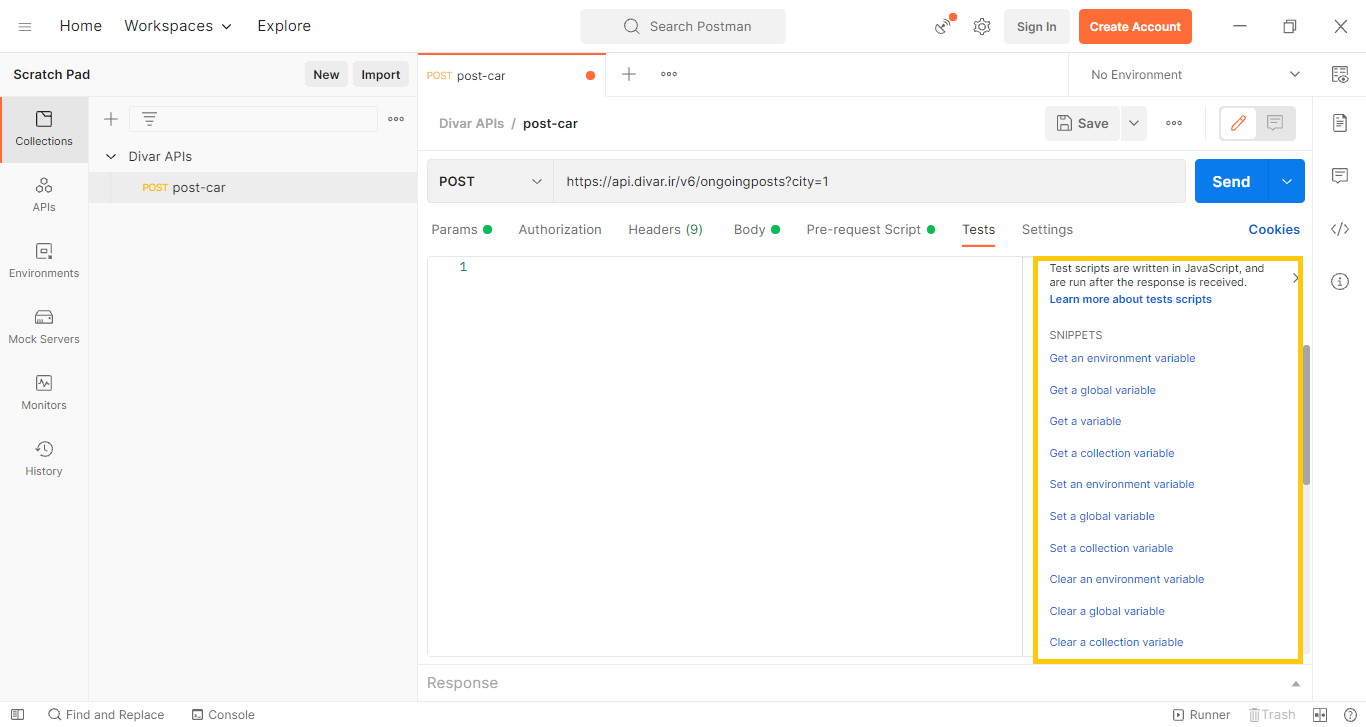 Home Workspaces Explore Search Postman Sign In Create Account
Scratch Pad New Import POST post-car No Environment
Divar APIs / post-car Save
Collections
Divar APIs
POST post-car
POST https://api.divar.ir/v6/ongoingposts?city=1 Send
APIs
Params Authorization Headers (9) Body Pre-request Script Tests Settings Cookies
Environments
Mock Servers
Monitors
History
1
Test scripts are written in JavaScript, and
are run after the response is received.
Learn more about tests scripts
SNIPPETS
Get an environment variable
Get a global variable
Get a variable
Get a collection variable
Set an environment variable
Set a global variable
Set a collection variable
Clear an environment variable
Clear a global variable
Clear a collection variable
Response
Find and Replace Console Runner Trash